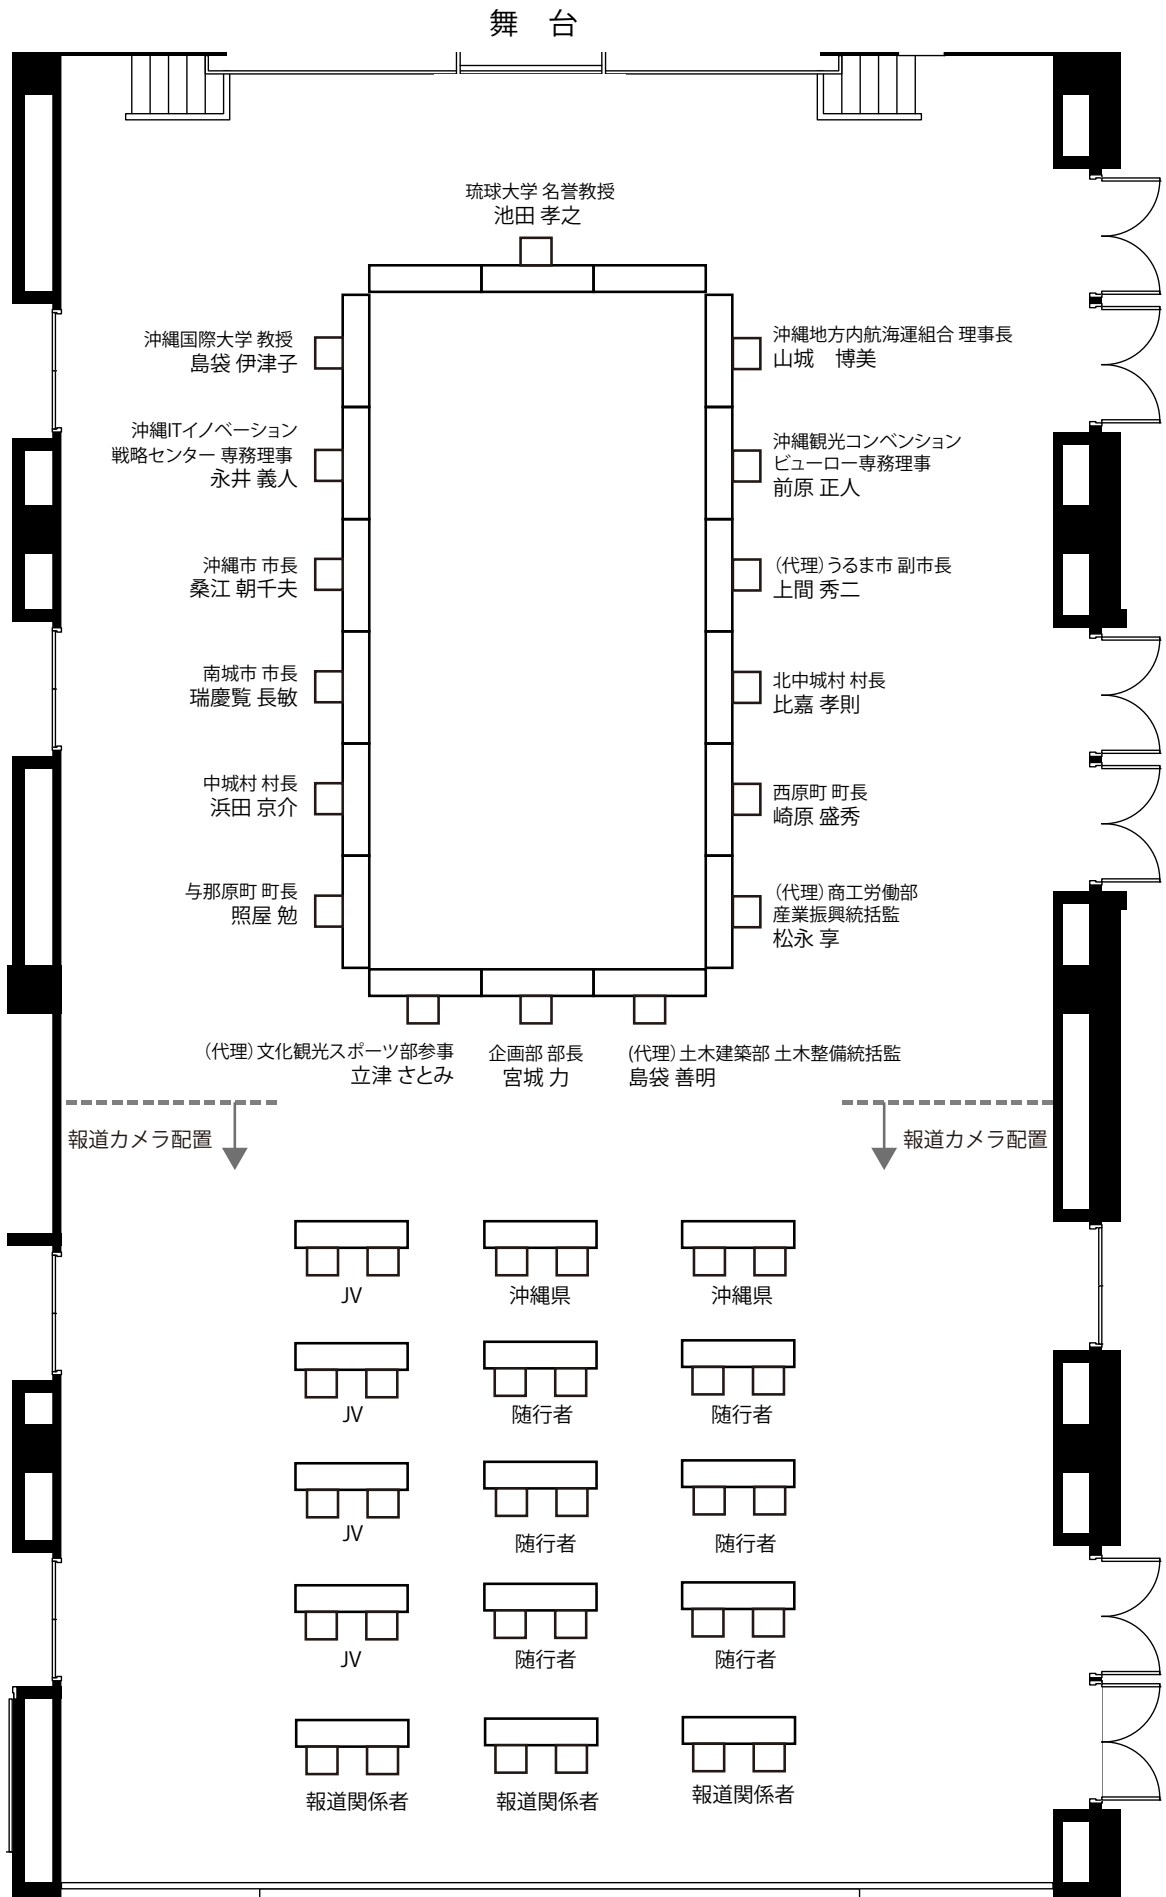 舞　台
琉球大学 名誉教授
池田 孝之
沖縄国際大学 教授
島袋 伊津子
沖縄地方内航海運組合 理事長
山城　博美
沖縄ITイノベーション
戦略センター 専務理事
永井 義人
沖縄観光コンベンション
ビューロー専務理事
前原 正人
沖縄市 市長
桑江 朝千夫
(代理)うるま市 副市長
上間 秀二
南城市 市長
瑞慶覧 長敏
北中城村 村長
比嘉 孝則
中城村 村長
浜田 京介
西原町 町長
崎原 盛秀
与那原町 町長
照屋 勉
(代理)商工労働部
産業振興統括監
松永 享
(代理)文化観光スポーツ部参事
立津 さとみ
企画部 部長
宮城 力
(代理)土木建築部 土木整備統括監
島袋 善明
報道カメラ配置
報道カメラ配置
JV
沖縄県
沖縄県
JV
随行者
随行者
JV
随行者
随行者
JV
随行者
随行者
報道関係者
報道関係者
報道関係者